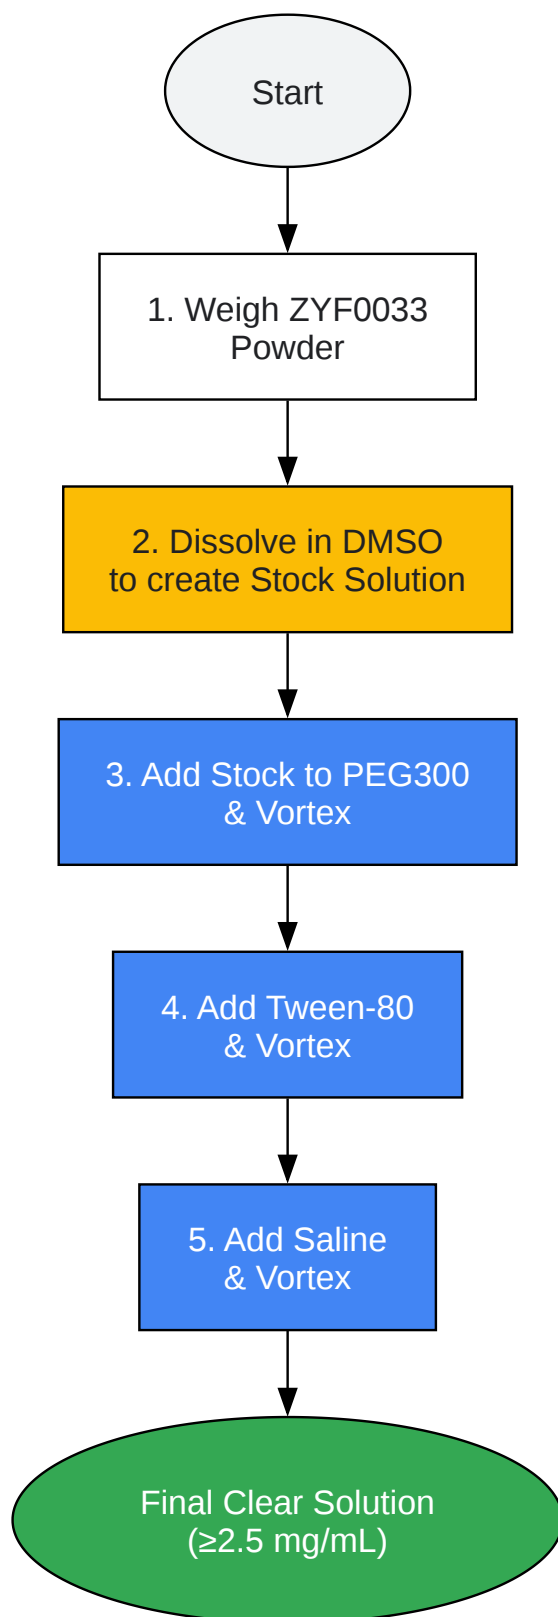 Start
1. Weigh ZYF0033
Powder
2. Dissolve in DMSO
to create Stock Solution
3. Add Stock to PEG300
& Vortex
4. Add Tween-80
& Vortex
5. Add Saline
& Vortex
Final Clear Solution
(≥2.5 mg/mL)